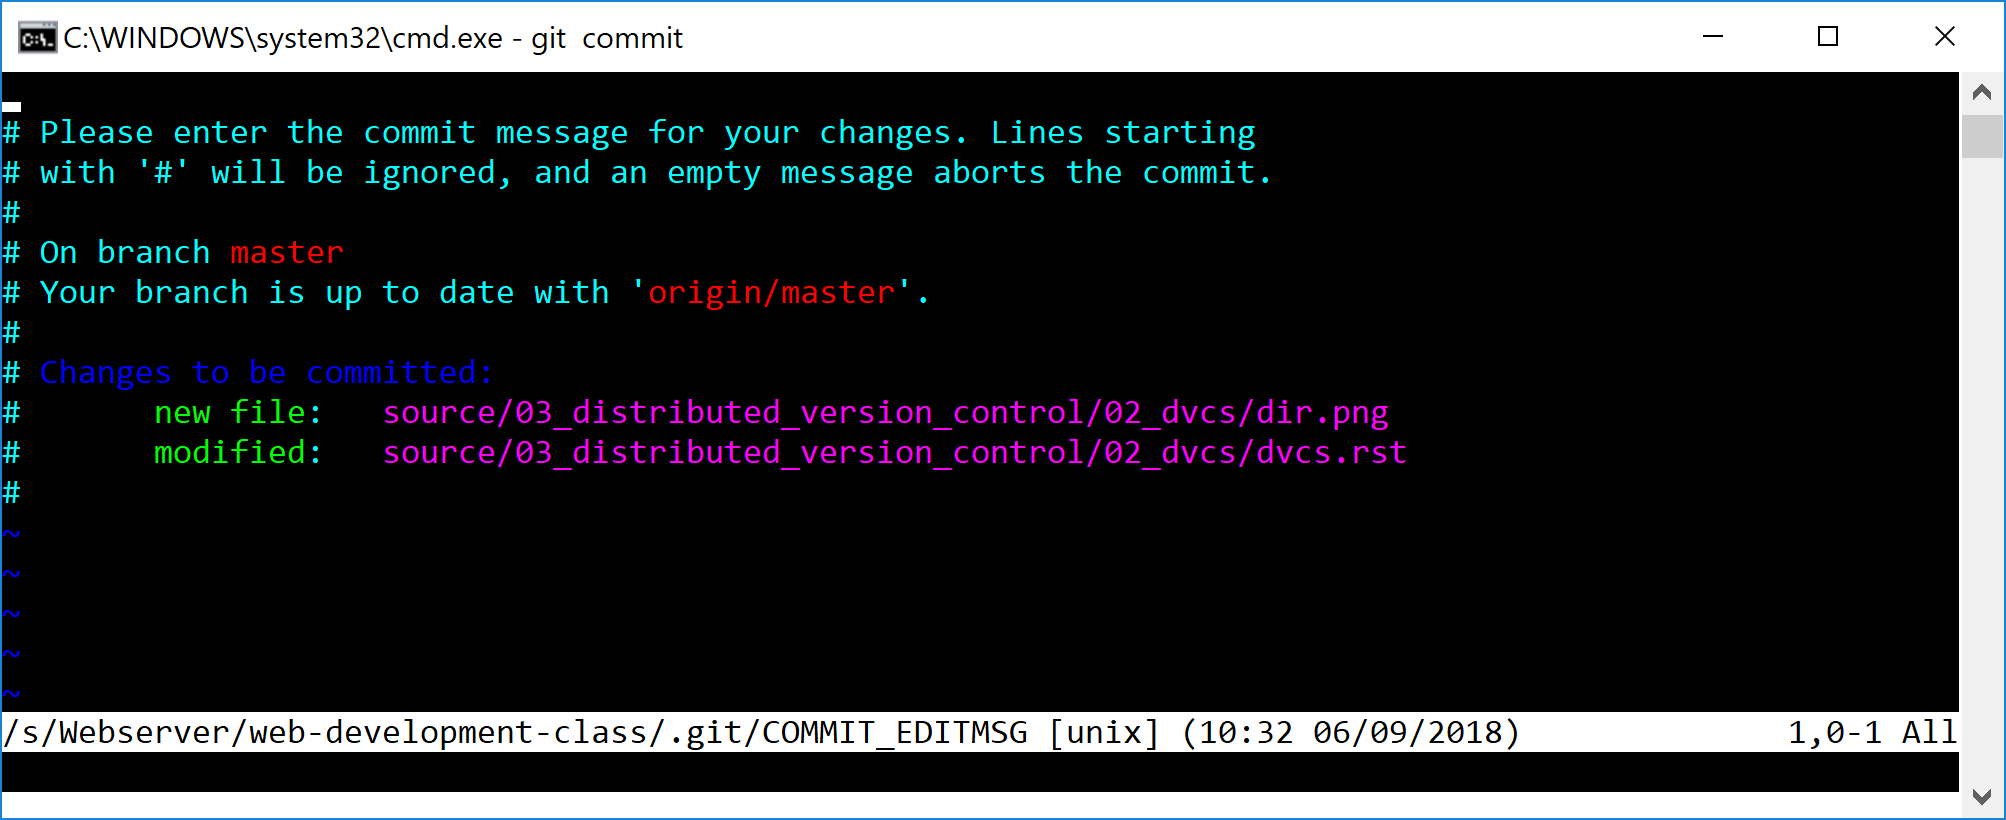 C:\WINDOWS\system32\cmd.exe - git  commit
# Please enter the commit message for your changes. Lines starting
# with '#' will be ignored, and an empty message aborts the commit.
#
# On branch master
# Your branch is up to date with 'origin/master'.
#
# Changes to be committed:
#       new file:   source/03_distributed_version_control/02_dvcs/dir.png
#       modified:   source/03_distributed_version_control/02_dvcs/dvcs.rst
#
~
~
~
~
~
/s/Webserver/web-development-class/.git/COMMIT_EDITMSG [unix] (10:32 06/09/2018) 1,0-1 All